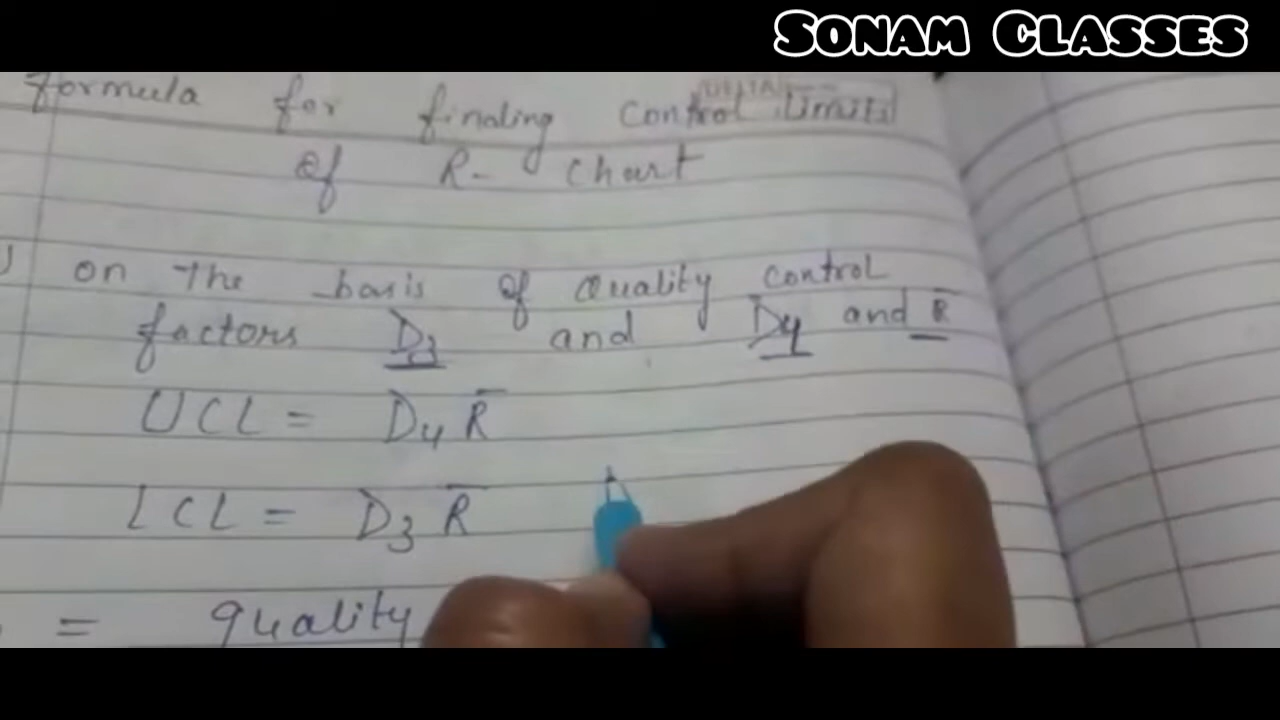 SONAM CLASSES
formula for finding control limits
of R- chart
on the basis of quality control
factors D3 and D4 and R̄
UCL = D4 R̄
LCL = D3 R̄
= quality